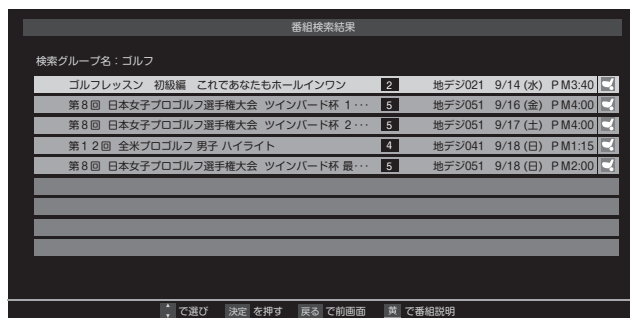 番組検索結果
検索グループ名：ゴルフ
ゴルフレッスン 初級編 これであなたもホールインワン 2 地デジ021 9/14 (水) PM3:40
第8回 日本女子プロゴルフ選手権大会 ツインバード杯 1･･･ 5 地デジ051 9/16 (金) PM4:00
第8回 日本女子プロゴルフ選手権大会 ツインバード杯 2･･･ 5 地デジ051 9/17 (土) PM4:00
第12回 全米プロゴルフ 男子 ハイライト 4 地デジ041 9/18 (日) PM1:15
第8回 日本女子プロゴルフ選手権大会 ツインバード杯 最･･･ 5 地デジ051 9/18 (日) PM2:00
で選び 決定 を押す 戻る で前画面 黄 で番組説明